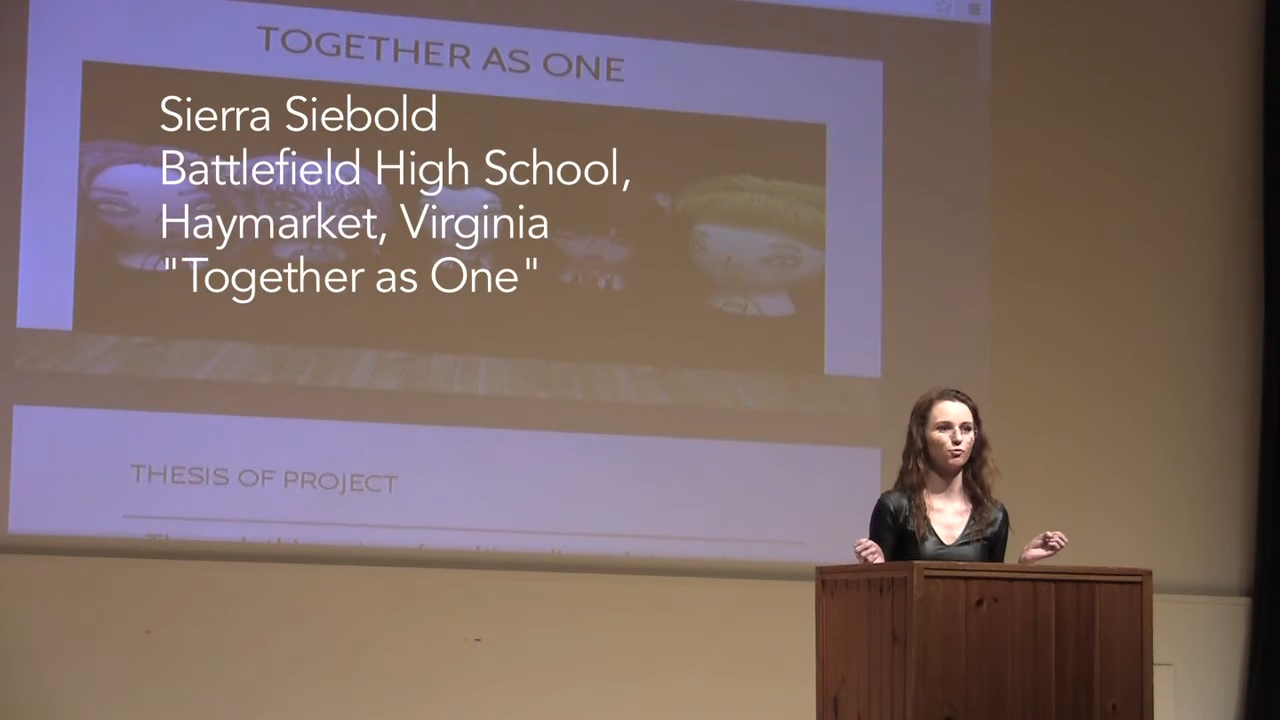 TOGETHER AS ONE
Sierra Siebold
Battlefield High School,
Haymarket, Virginia
"Together as One"
THESIS OF PROJECT